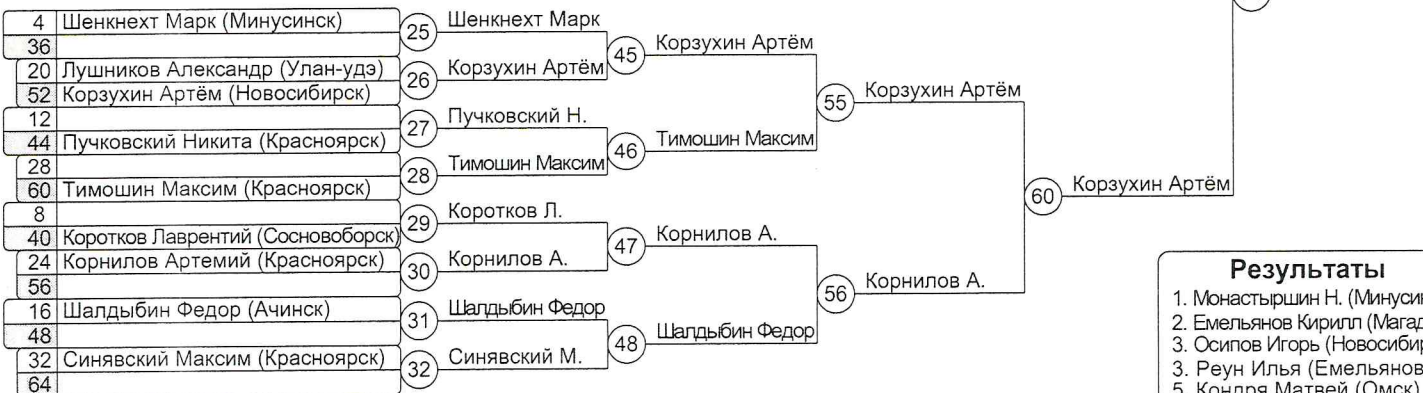 4 Шенкнехт Марк (Минусинск)
36
20 Лушников Александр (Улан-удэ)
52 Корзухин Артём (Новосибирск)
12
44 Пучковский Никита (Красноярск)
28
60 Тимошин Максим (Красноярск)
8
40 Коротков Лаврентий (Сосновоборск)
24 Корнилов Артемий (Красноярск)
56
16 Шалдыбин Федор (Ачинск)
48
32 Синявский Максим (Красноярск)
64
25 Шенкнехт Марк
26 Корзухин Артём
27 Пучковский Н.
28 Тимошин Максим
29 Коротков Л.
30 Корнилов А.
31 Шалдыбин Федор
32 Синявский М.
45 Корзухин Артём
46 Тимошин Максим
47 Корнилов А.
48 Шалдыбин Федор
55 Корзухин Артём
56 Корнилов А.
60 Корзухин Артём
Результаты
1. Монастыршин Н. (Минусин
2. Емельянов Кирилл (Магад
3. Осипов Игорь (Новосибир
3. Реун Илья (Емельянов
5. Кондря Матвей (Омск)